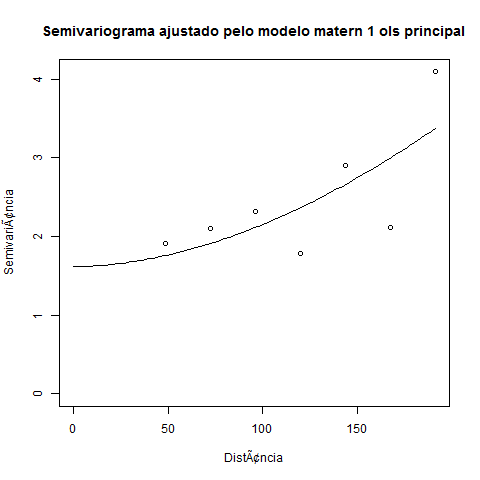 Semivariograma ajustado pelo modelo matern 1 ols principal
4
3
2
1
0
SemivariÃ¢ncia
0 50 100 150
DistÃ¢ncia